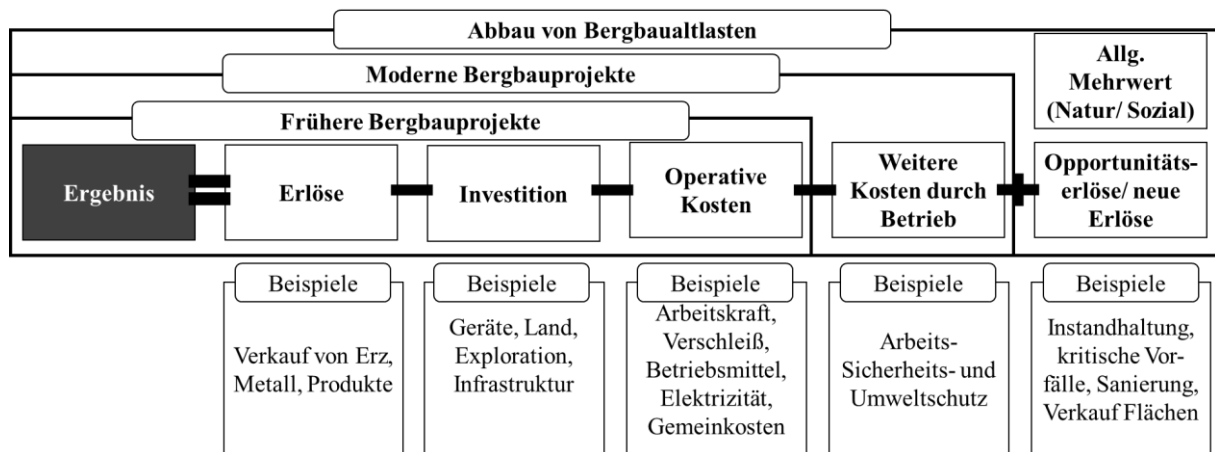 Abbau von Bergbaualtlasten
Moderne Bergbauprojekte
Frühere Bergbauprojekte
Allg.
Mehrwert
(Natur/ Sozial)
Ergebnis
Erlöse
Investition
Operative
Kosten
Weitere
Kosten durch
Betrieb
Opportunitäts-
erlöse/ neue
Erlöse
Beispiele
Verkauf von Erz,
Metall, Produkte
Beispiele
Geräte, Land,
Exploration,
Infrastruktur
Beispiele
Arbeitskraft,
Verschleiß,
Betriebsmittel,
Elektrizität,
Gemeinkosten
Beispiele
Arbeits-
Sicherheits- und
Umweltschutz
Beispiele
Instandhaltung,
kritische Vor-
fälle, Sanierung,
Verkauf Flächen